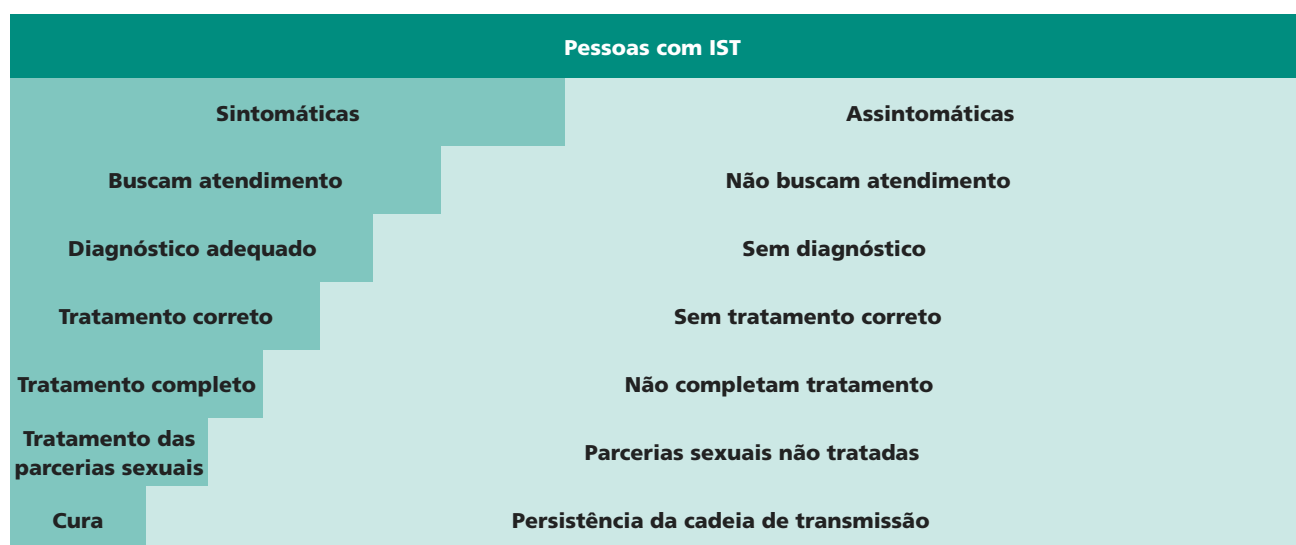 Pessoas com IST
Sintomáticas
Assintomáticas
Buscam atendimento
Não buscam atendimento
Diagnóstico adequado
Sem diagnóstico
Tratamento correto
Sem tratamento correto
Tratamento completo
Não completam tratamento
Tratamento das
parcerias sexuais
Parcerias sexuais não tratadas
Cura
Persistência da cadeia de transmissão